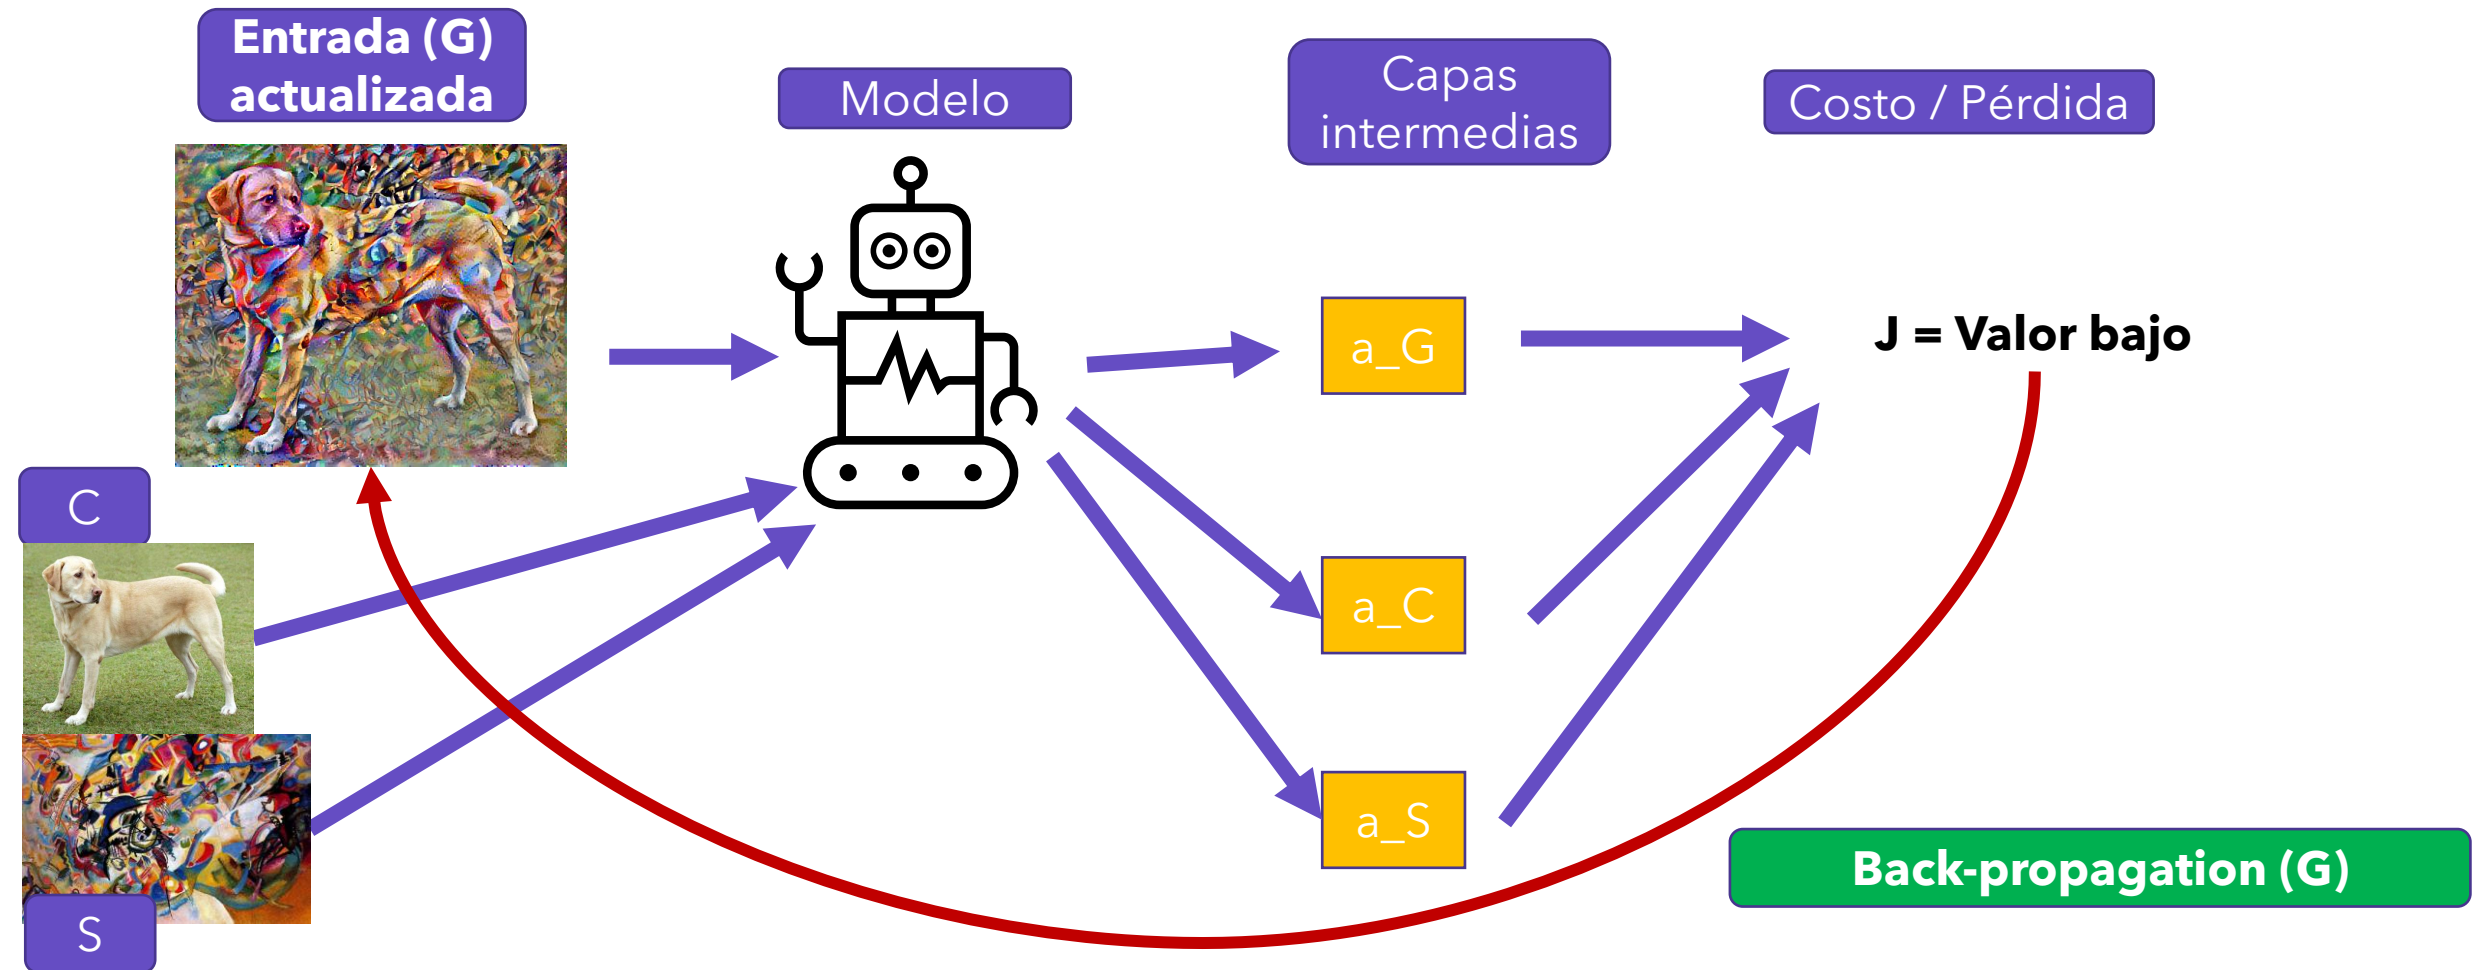 Entrada (G)
actualizada
Modelo
Capas
intermedias
Costo / Pérdida
a_G
J = Valor bajo
C
a_C
a_S
Back-propagation (G)
S